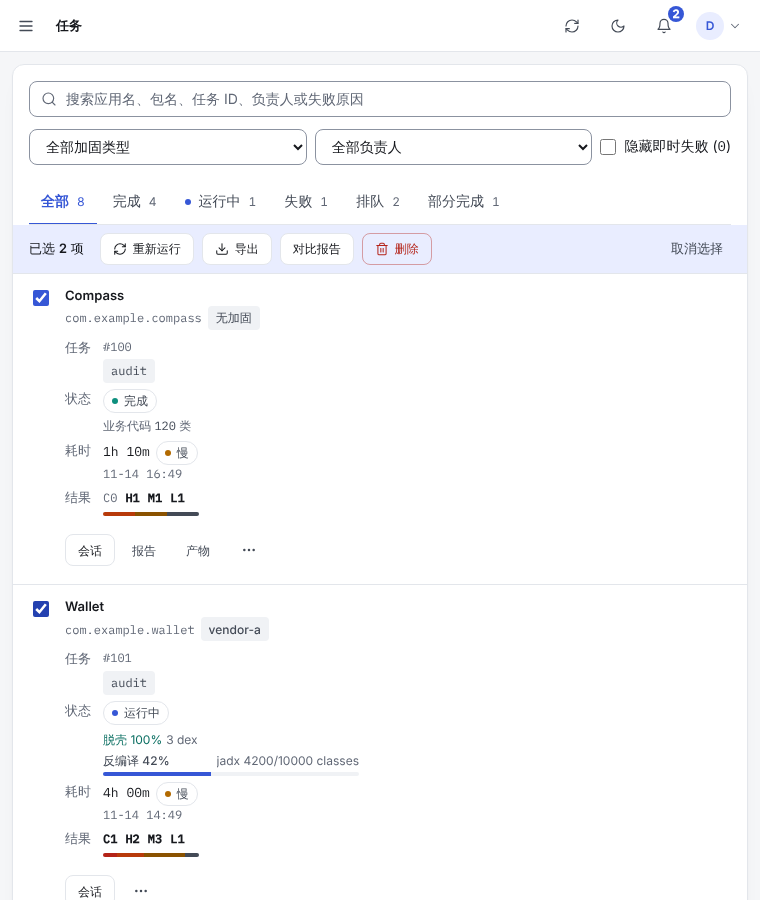 任务
2
D
搜索应用名、包名、任务 ID、负责人或失败原因
全部加固类型 全部负责人 隐藏即时失败 (0)
全部 8 完成 4 运行中 1 失败 1 排队 2 部分完成 1
已选 2 项 重新运行 导出 对比报告 删除 取消选择
Compass
com.example.compass 无加固
任务 #100
audit
状态 完成
业务代码 120 类
耗时 1h 10m 慢
11-14 16:49
结果 C0 H1 M1 L1
会话 报告 产物 ···
Wallet
com.example.wallet vendor-a
任务 #101
audit
状态 运行中
脱壳 100% 3 dex
反编译 42% jadx 4200/10000 classes
耗时 4h 00m 慢
11-14 14:49
结果 C1 H2 M3 L1
会话 ···